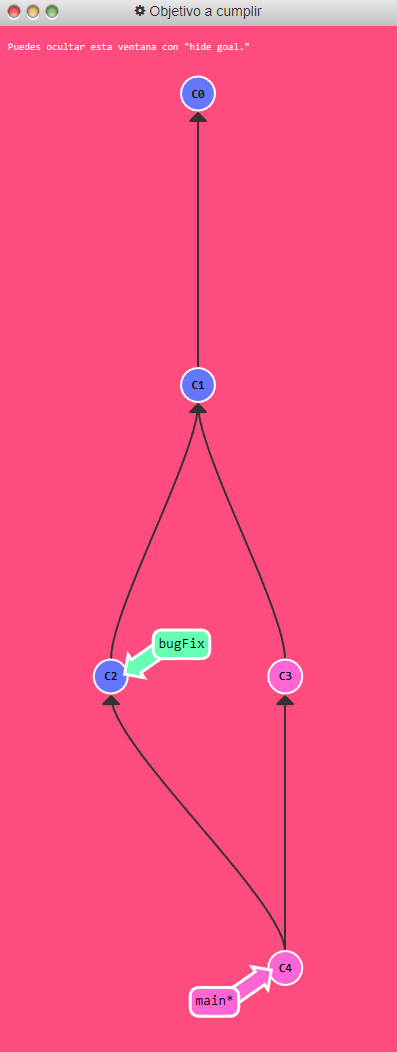 Objetivo a cumplir
Puedes ocultar esta ventana con "hide goal."
C0
C1
bugFix
C2
C3
C4
main*